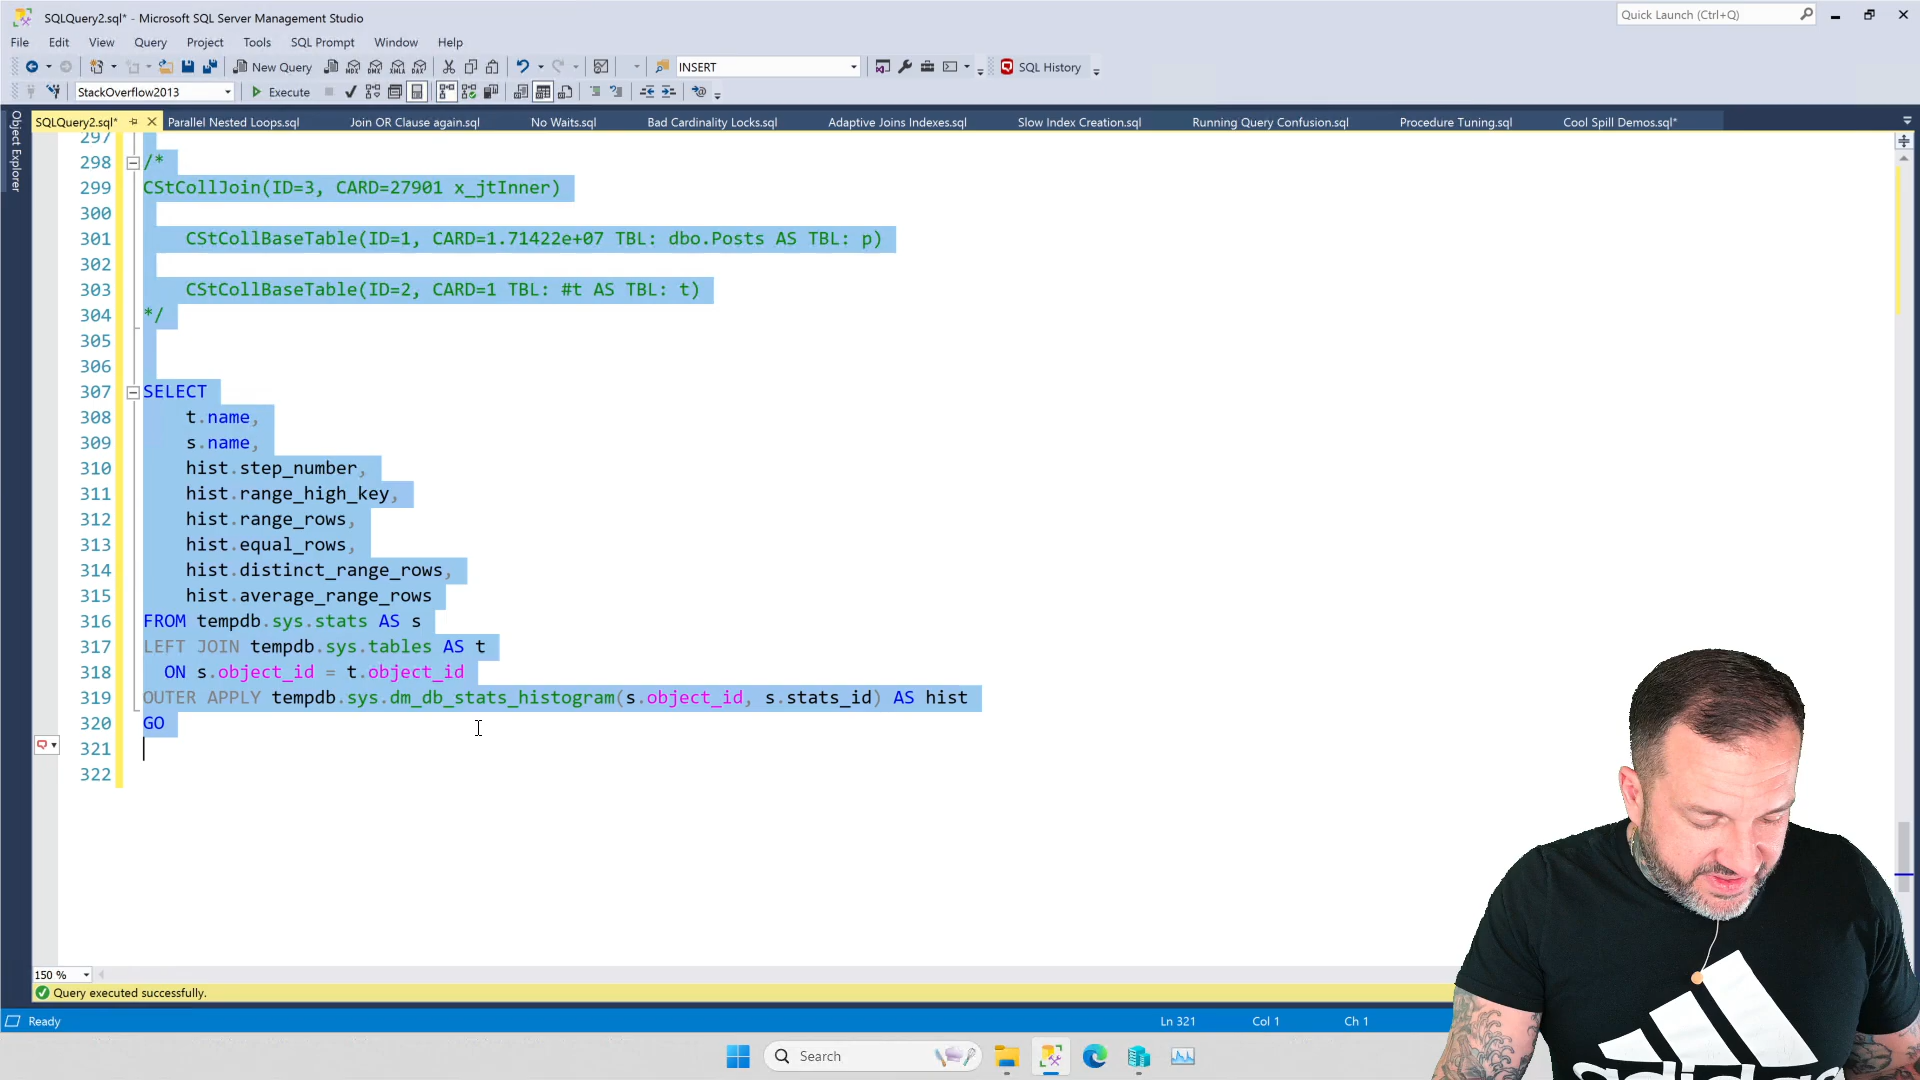 SQLQuery2.sql* - Microsoft SQL Server Management Studio
Quick Launch (Ctrl+Q)
File Edit View Query Project Tools SQL Prompt Window Help
New Query
MDX
DMX
XMLA
DAX
INSERT
SQL History
StackOverflow2013
Execute
SQLQuery2.sql*
Parallel Nested Loops.sql
Join OR Clause again.sql
No Waits.sql
Bad Cardinality Locks.sql
Adaptive Joins Indexes.sql
Slow Index Creation.sql
Running Query Confusion.sql
Procedure Tuning.sql
Cool Spill Demos.sql*
Object Explorer
297
298 /*
299 CStCollJoin(ID=3, CARD=27901 x_jtInner)
300
301 CStCollBaseTable(ID=1, CARD=1.71422e+07 TBL: dbo.Posts AS TBL: p)
302
303 CStCollBaseTable(ID=2, CARD=1 TBL: #t AS TBL: t)
304 */
305
306
307 SELECT
308 t.name,
309 s.name,
310 hist.step_number,
311 hist.range_high_key,
312 hist.range_rows,
313 hist.equal_rows,
314 hist.distinct_range_rows,
315 hist.average_range_rows
316 FROM tempdb.sys.stats AS s
317 LEFT JOIN tempdb.sys.tables AS t
318 ON s.object_id = t.object_id
319 OUTER APPLY tempdb.sys.dm_db_stats_histogram(s.object_id, s.stats_id) AS hist
320 GO
321
322
150 %
Query executed successfully.
Ready
Ln 321
Col 1
Ch 1
Search
adidas